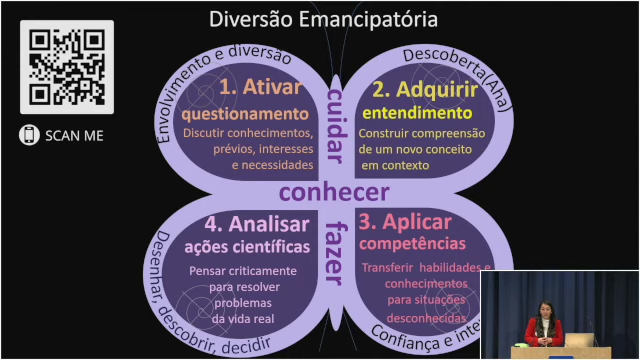 Diversão Emancipatória
SCAN ME
Envolvimento e diversão
1. Ativar
questionamento
Discutir conhecimentos,
prévios, interesses
e necessidades
cuidar
Descoberta(Aha)
2. Adquirir
entendimento
Construir compreensão
de um novo conceito
em contexto
conhecer
4. Analisar
ações científicas
Pensar criticamente
para resolver
problemas
da vida real
Desenhar, descobrir, decidir
fazer
3. Aplicar
competências
Transferir habilidades e
conhecimentos
para situações
desconhecidas
Confiança e